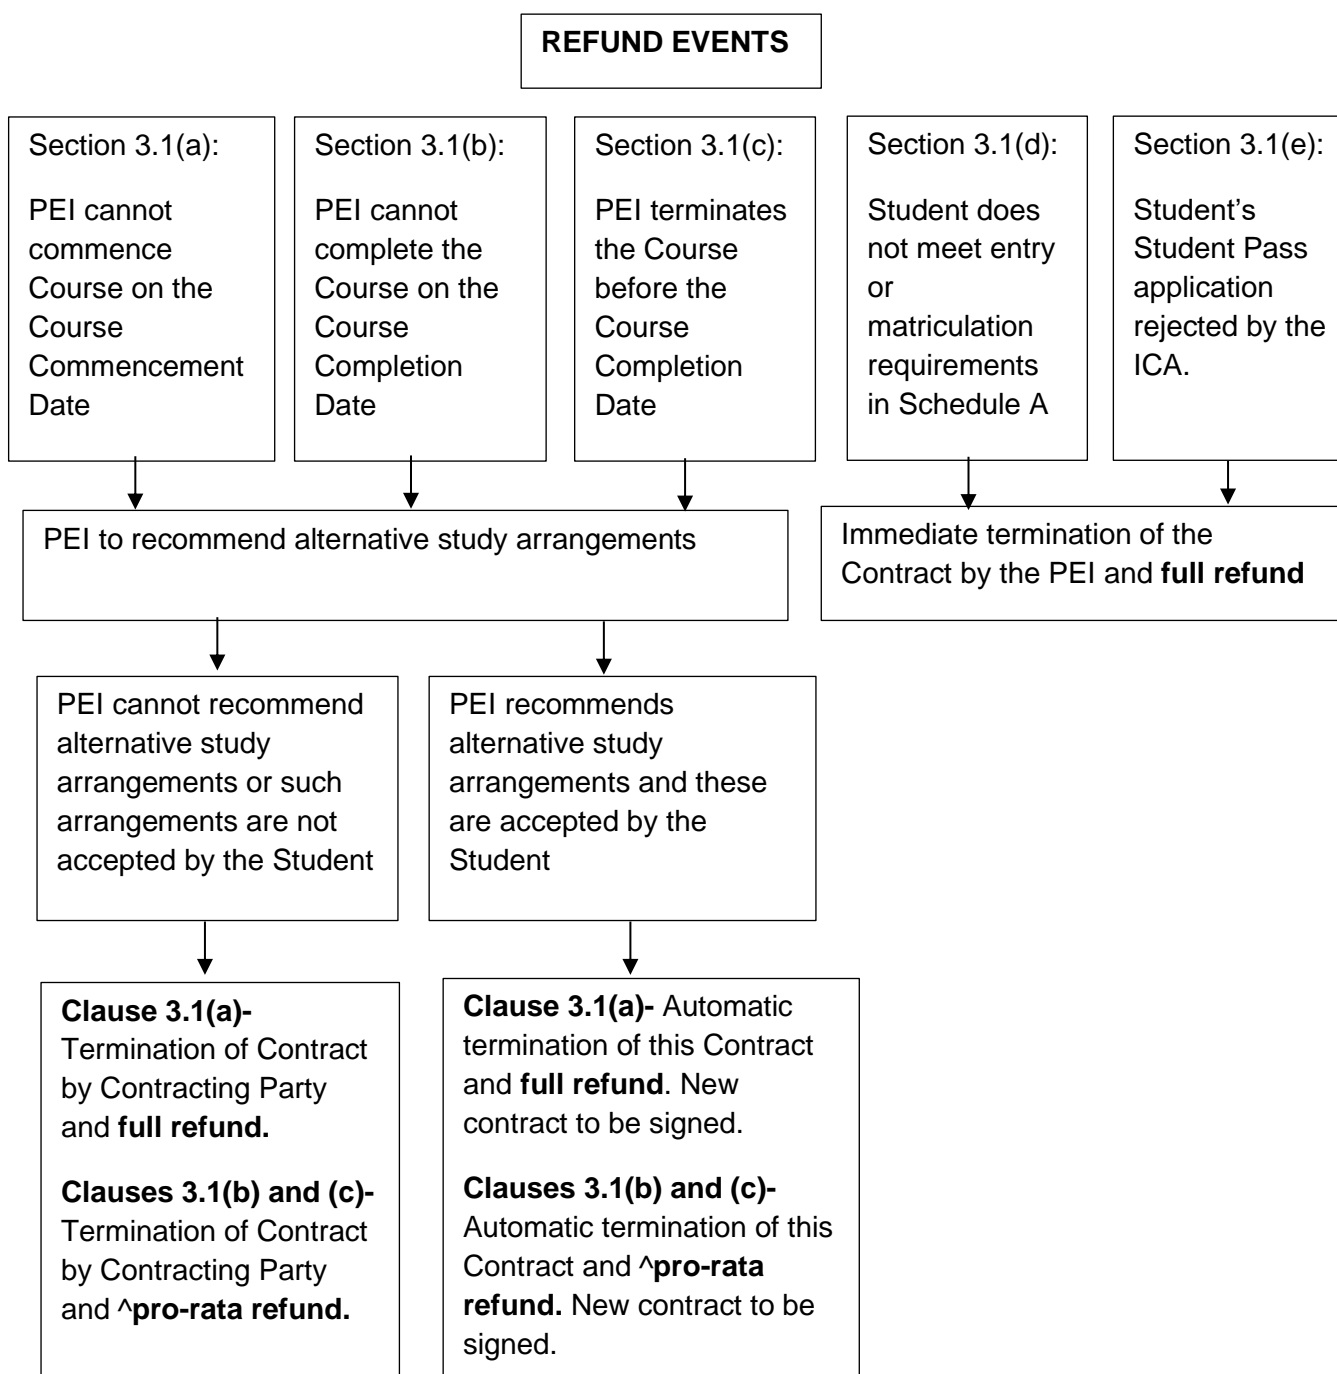 REFUND EVENTS
Section 3.1(a):
PEI cannot
commence
Course on the
Course
Commencement
Date
Section 3.1(b):
PEI cannot
complete the
Course on the
Course
Completion
Date
Section 3.1(c):
PEI terminates
the Course
before the
Course
Completion
Date
Section 3.1(d):
Student does
not meet entry
or
matriculation
requirements
in Schedule A
Section 3.1(e):
Student’s
Student Pass
application
rejected by the
ICA.
PEI to recommend alternative study arrangements
Immediate termination of the
Contract by the PEI and full refund
PEI cannot recommend
alternative study
arrangements or such
arrangements are not
accepted by the Student
PEI recommends
alternative study
arrangements and these
are accepted by the
Student
Clause 3.1(a)-
Termination of Contract
by Contracting Party
and full refund.
Clauses 3.1(b) and (c)-
Termination of Contract
by Contracting Party
and ^pro-rata refund.
Clause 3.1(a)- Automatic
termination of this Contract
and full refund. New
contract to be signed.
Clauses 3.1(b) and (c)-
Automatic termination of this
Contract and ^pro-rata
refund. New contract to be
signed.